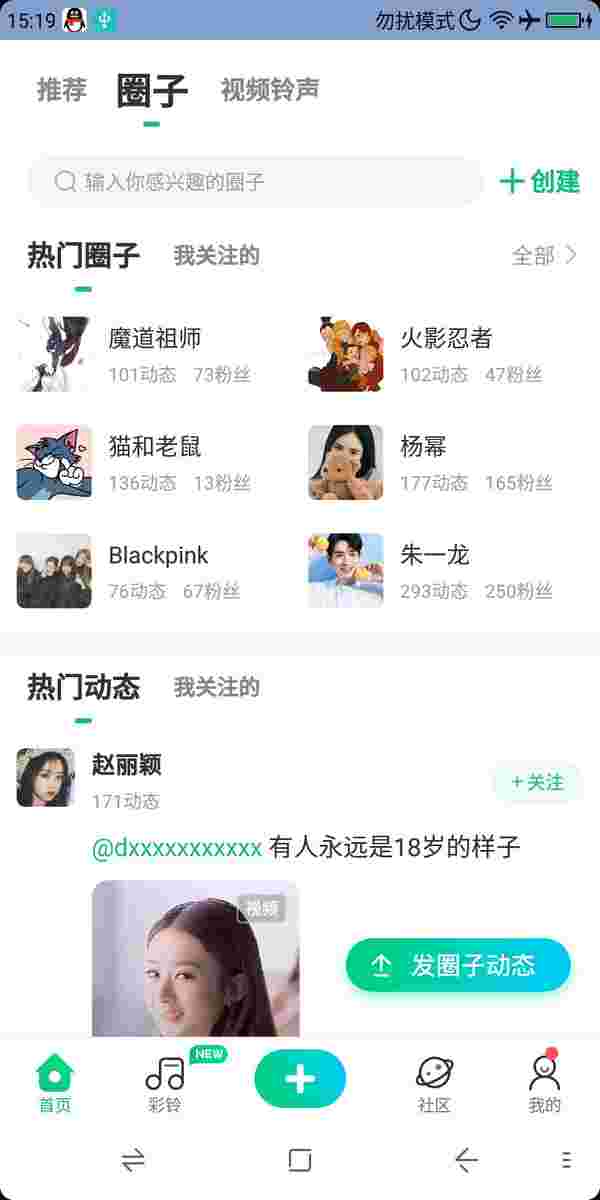 15:19 勿扰模式
推荐 圈子 视频铃声
输入你感兴趣的圈子 创建
热门圈子 我关注的 全部
魔道祖师 火影忍者
101动态 73粉丝 102动态 47粉丝
猫和老鼠 杨幂
136动态 13粉丝 177动态 165粉丝
Blackpink 朱一龙
76动态 67粉丝 293动态 250粉丝
热门动态 我关注的
赵丽颖
171动态 +关注
@dxxxxxxxxxxx 有人永远是18岁的样子
视频
发圈子动态
NEW
首页 彩铃 社区 我的